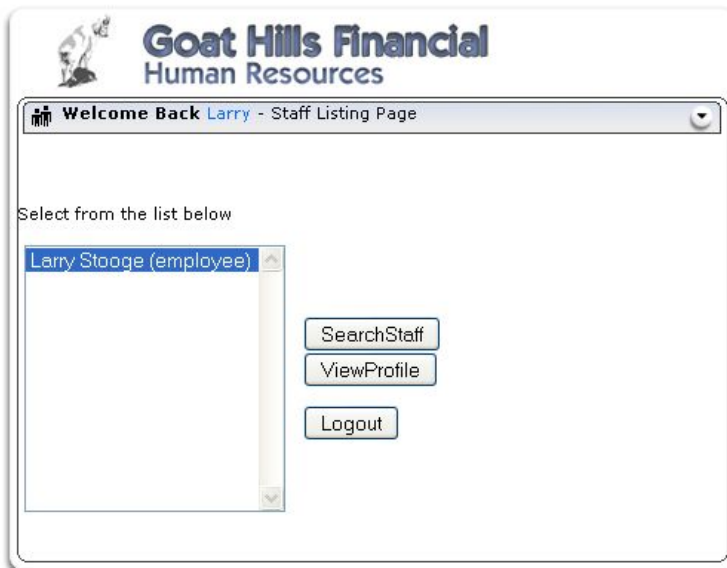 Goat Hills Financial
Human Resources
Welcome Back Larry - Staff Listing Page
Select from the list below
Larry Stooge (employee)
SearchStaff
ViewProfile
Logout